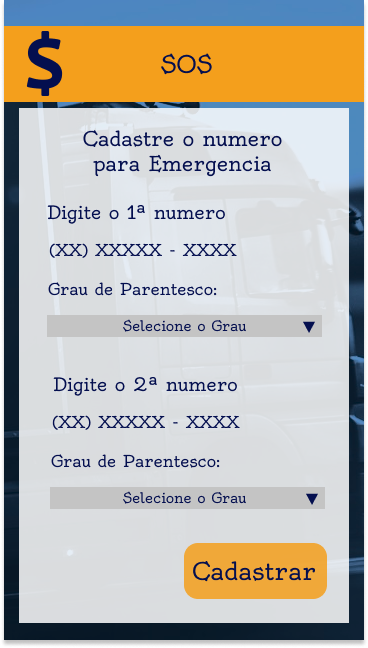 $
SOS
Cadastre o numero
para Emergencia
Digite o 1ª numero
(XX) XXXXX - XXXX
Grau de Parentesco:
Selecione o Grau
Digite o 2ª numero
(XX) XXXXX - XXXX
Grau de Parentesco:
Selecione o Grau
Cadastrar